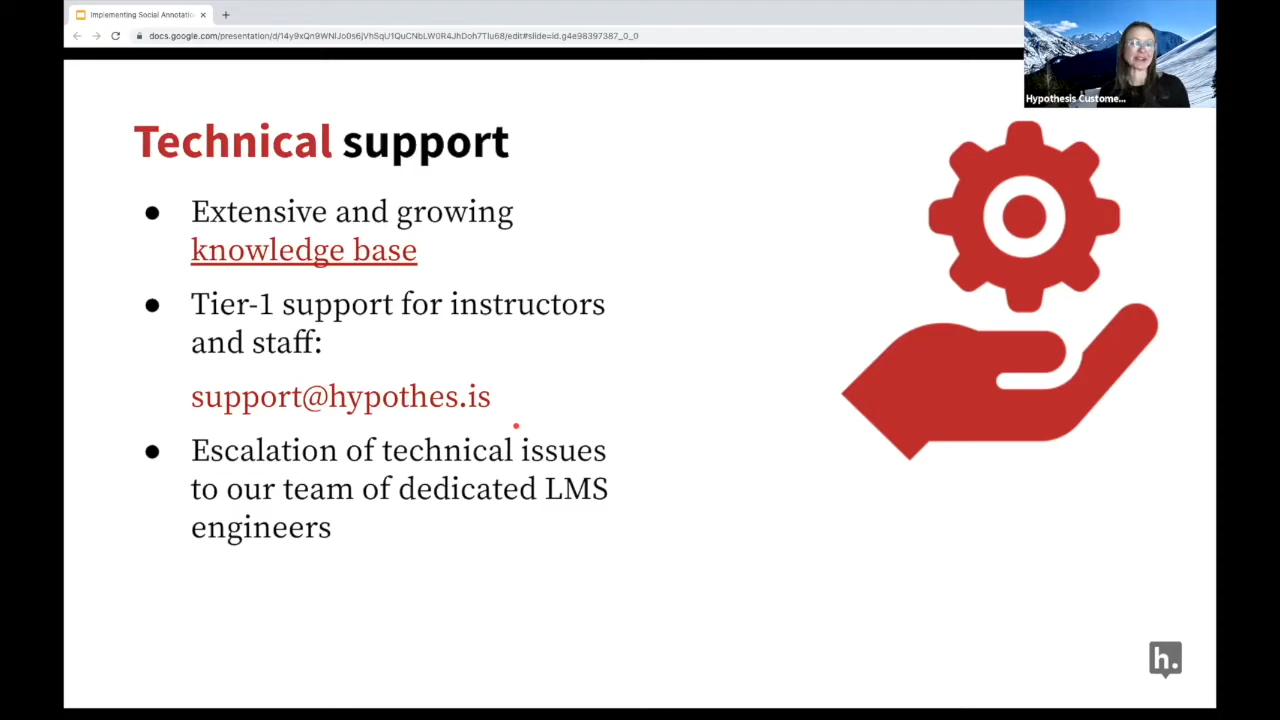 Implementing Social Annotatio
docs.google.com/presentation/d/14y9xQn9WNIJo0s6jVhSqU1QuCNbLW0R4JhDoh7TIu68/edit#slide=id.g4e98397387_0_0
Hypothesis Custome...
Technical support
● Extensive and growing
knowledge base
● Tier-1 support for instructors
and staff:
support@hypothes.is
● Escalation of technical issues
to our team of dedicated LMS
engineers
h.